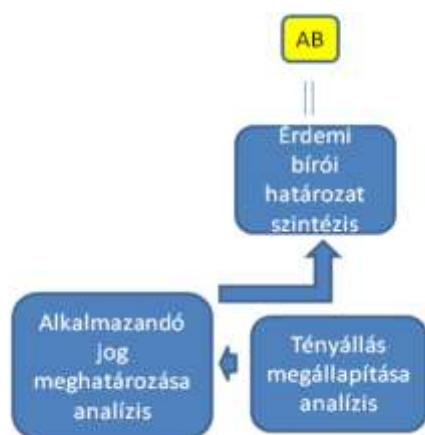 AB
Érdemi
bírói
határozat
szintézis
Alkalmazandó
jog
meghatározása
analízis
Tényállás
megállapítása
analízis